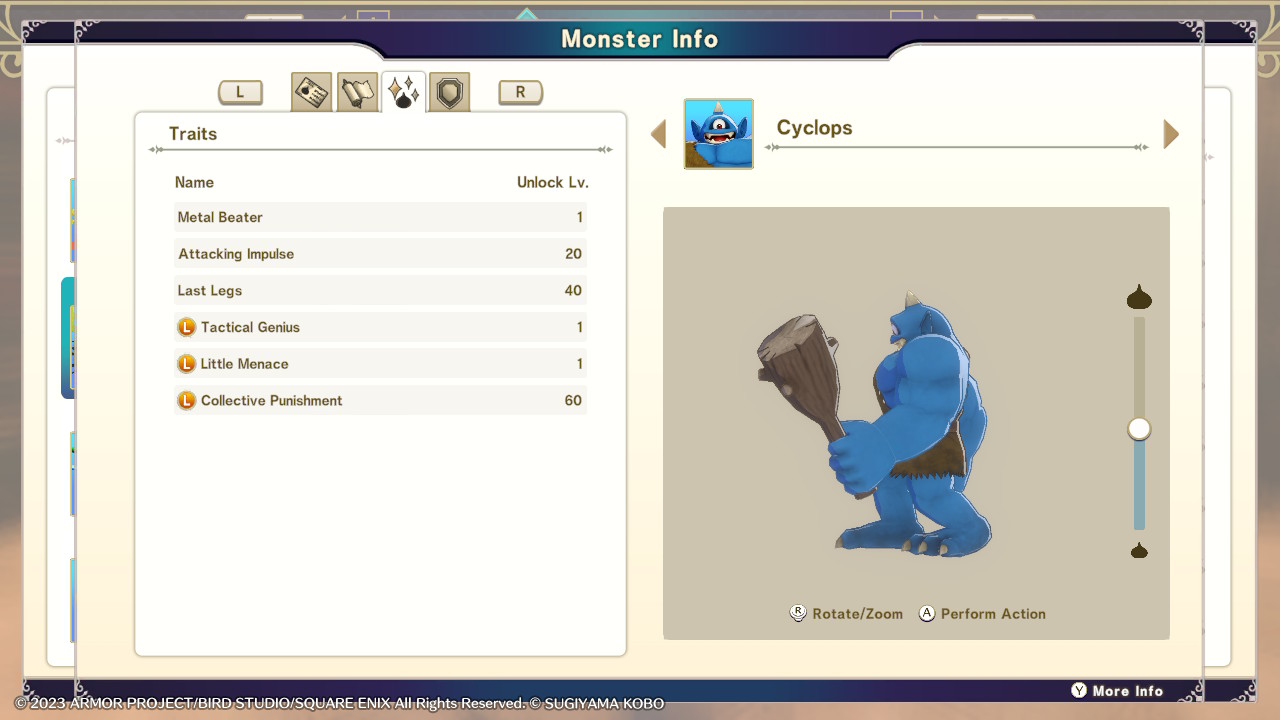 Monster Info
L
R
Traits
Name Unlock Lv.
Metal Beater 1
Attacking Impulse 20
Last Legs 40
L Tactical Genius 1
L Little Menace 1
L Collective Punishment 60
Cyclops
R Rotate/Zoom A Perform Action
Y More Info
© 2023 ARMOR PROJECT/BIRD STUDIO/SQUARE ENIX All Rights Reserved. © SUGIYAMA KOBO